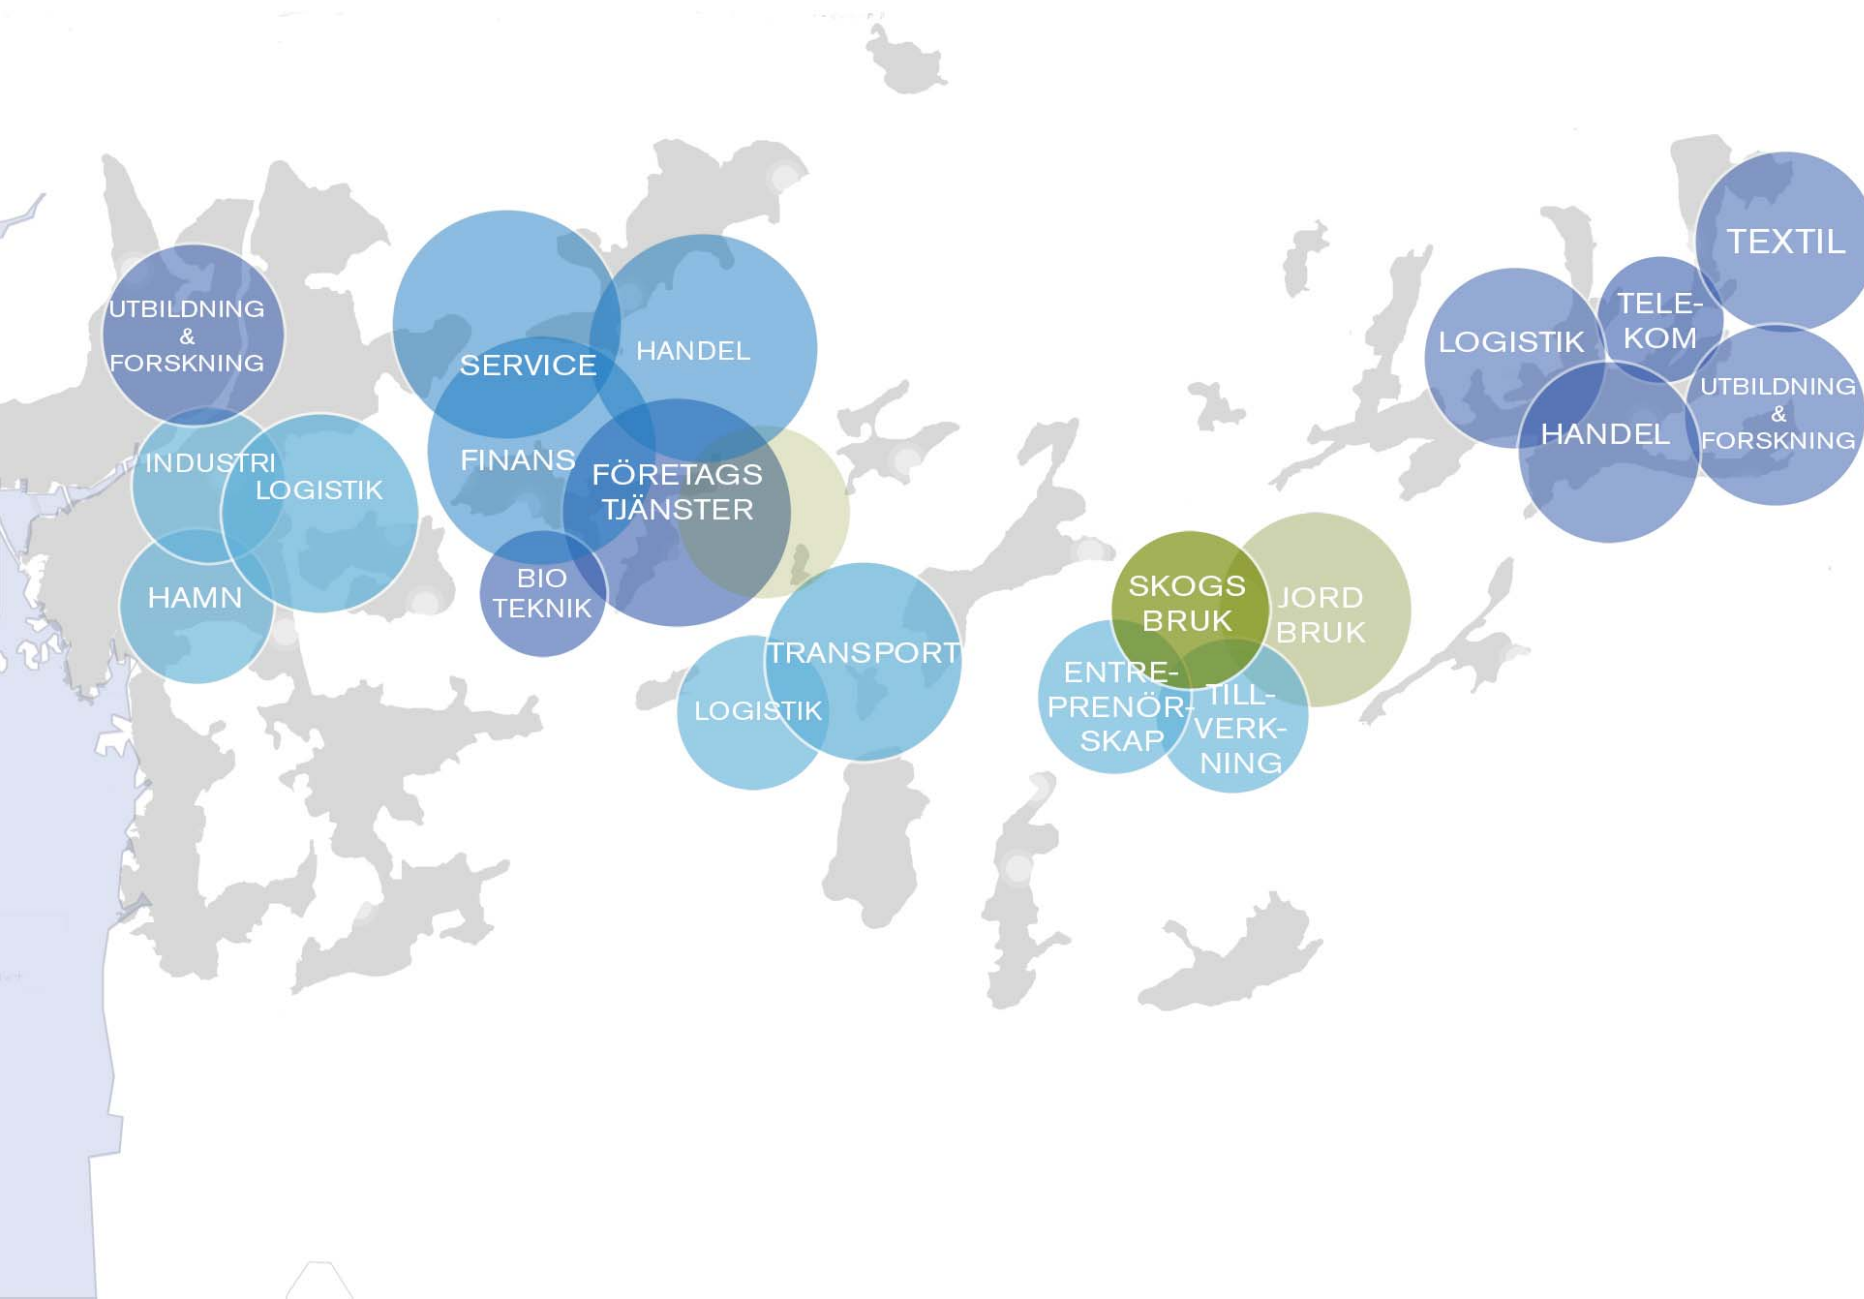 UTBILDNING
&
FORSKNING
INDUSTRI
LOGISTIK
HAMN
SERVICE
HANDEL
FINANS
FÖRETAGS
TJÄNSTER
BIO
TEKNIK
TRANSPORT
LOGISTIK
SKOGS
BRUK
JORD
BRUK
ENTRE-
PRENÖR-
SKAP
TILL-
VERK-
NING
TEXTIL
TELE-
KOM
LOGISTIK
HANDEL
UTBILDNING
&
FORSKNING